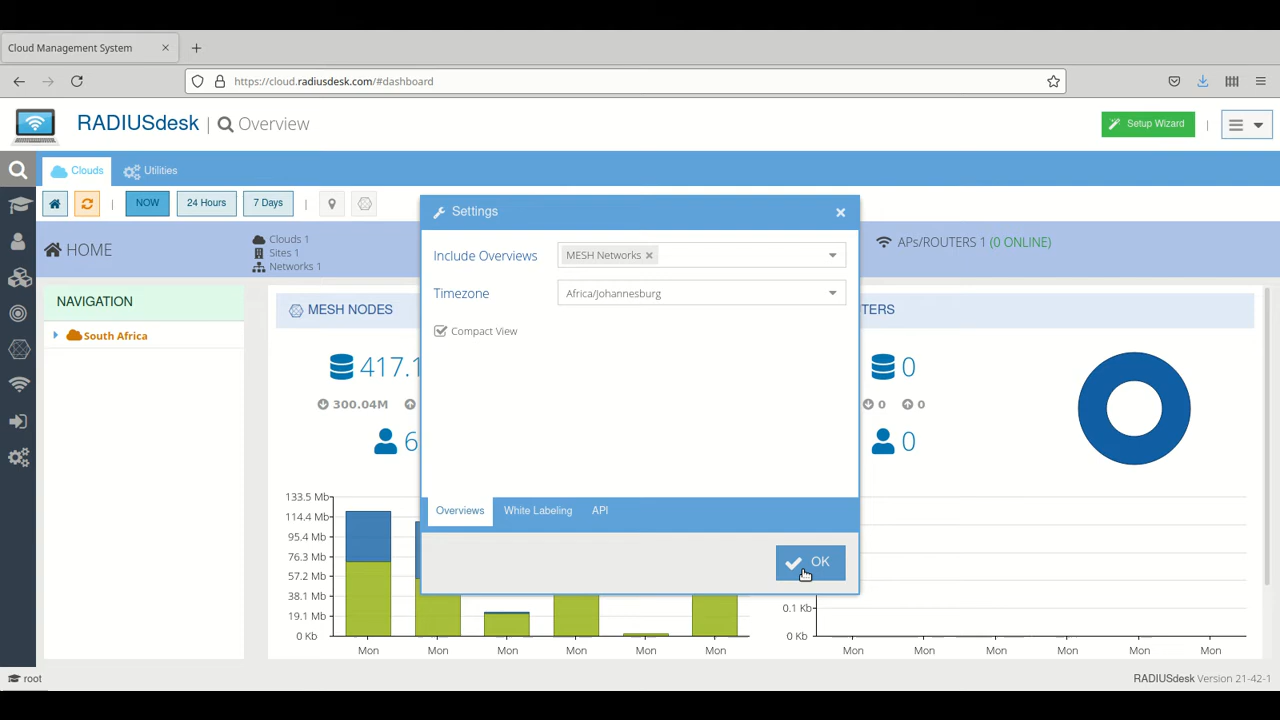 Cloud Management System
https://cloud.radiusdesk.com/#dashboard
RADIUSdesk | Overview
Setup Wizard
Clouds
Utilities
NOW
24 Hours
7 Days
HOME
Clouds 1
Sites 1
Networks 1
APs/ROUTERS 1 (0 ONLINE)
Settings
Include Overviews
MESH Networks
Timezone
Africa/Johannesburg
Compact View
Overviews
White Labeling
API
OK
NAVIGATION
South Africa
MESH NODES
417.1
300.04M
6
TERS
0
0
0
0
133.5 Mb
114.4 Mb
95.4 Mb
76.3 Mb
57.2 Mb
38.1 Mb
19.1 Mb
0 Kb
Mon
Mon
Mon
Mon
Mon
Mon
0.1 Kb
0 Kb
Mon
Mon
Mon
Mon
Mon
Mon
root
RADIUSdesk Version 21-42-1